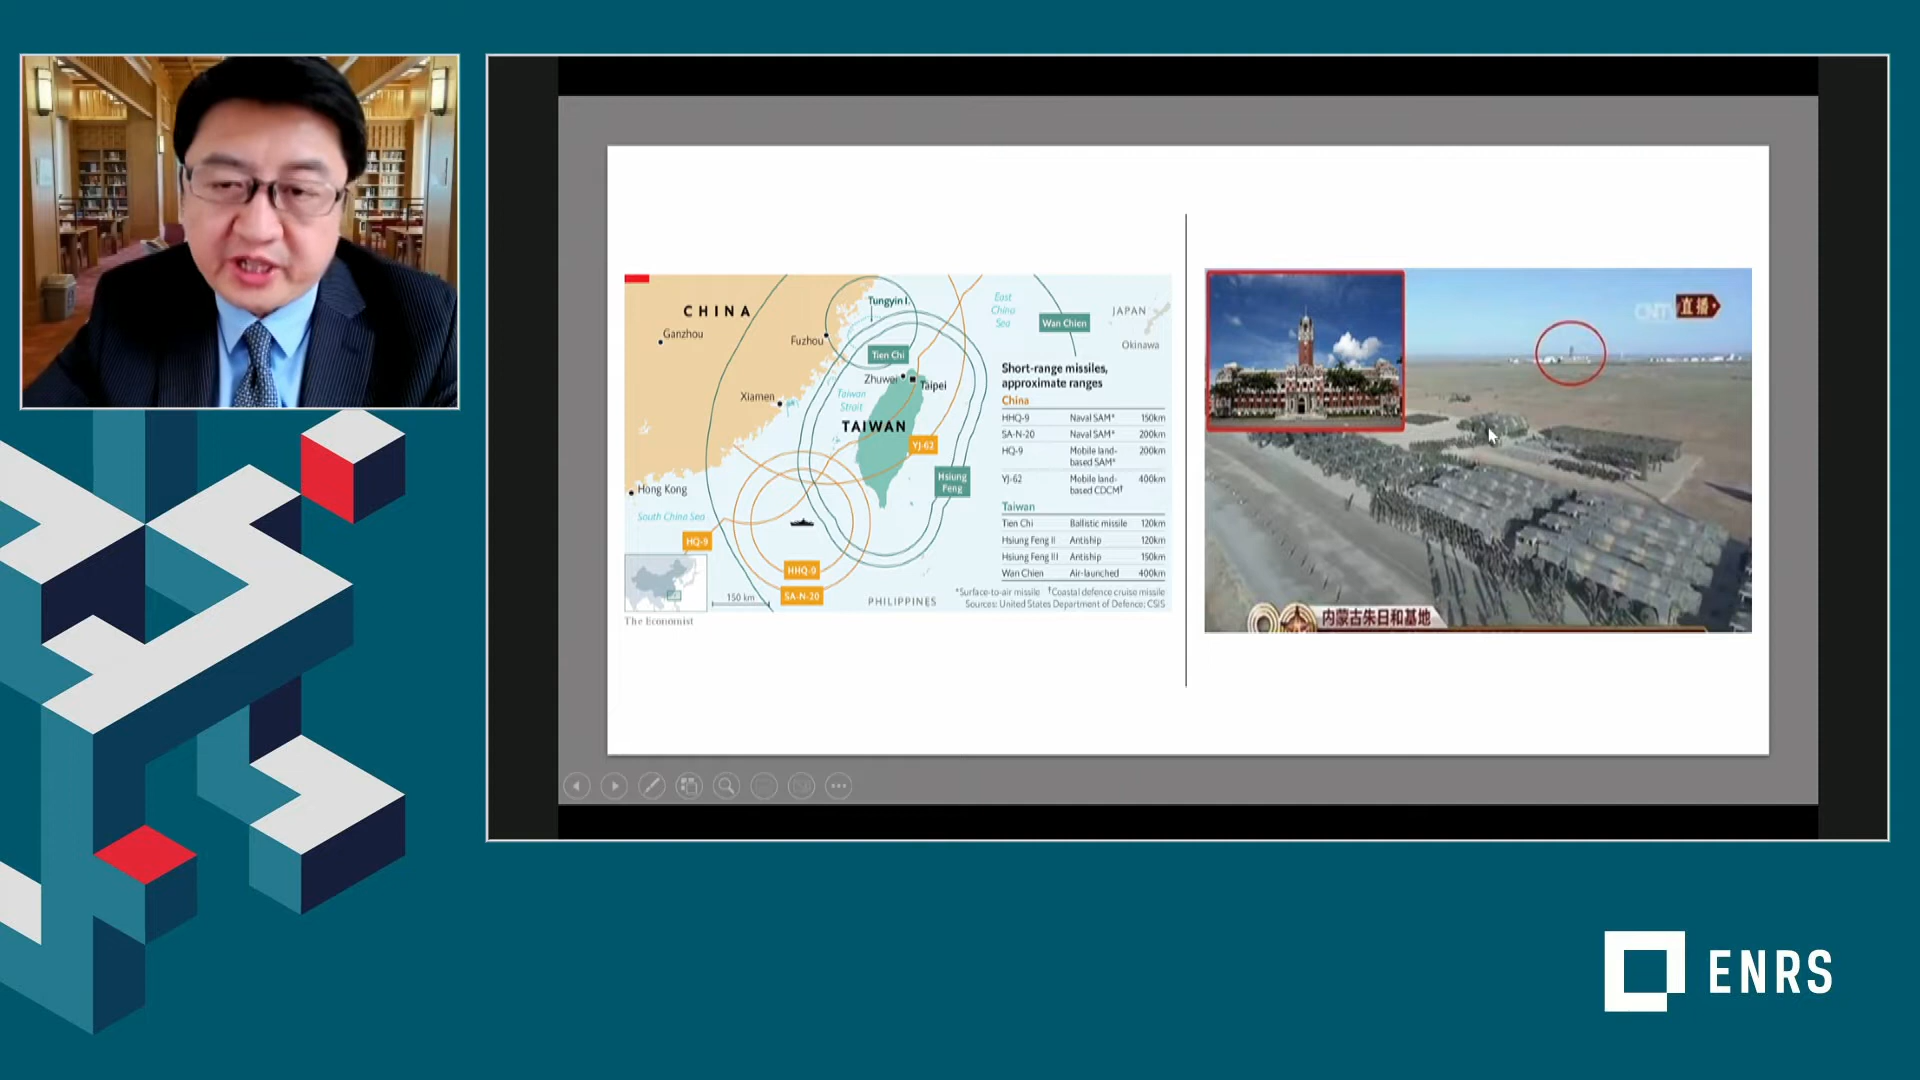 CHINA
Ganzhou
Fuzhou
Tungyin I.
East
China
Sea
Wan Chien
JAPAN
Okinawa
Tien Chi
Zhuwei
Taipei
Xiamen
Taiwan
Strait
TAIWAN
YJ-62
Hsiung
Feng
Hong Kong
South China Sea
HQ-9
HHQ-9
SA-N-20
150 km
PHILIPPINES
Short-range missiles,
approximate ranges
China
HHQ-9 Naval SAM* 150km
SA-N-20 Naval SAM* 200km
HQ-9 Mobile land-
based SAM* 200km
YJ-62 Mobile land-
based CDCM† 400km
Taiwan
Tien Chi Ballistic missile 120km
Hsiung Feng II Antiship 120km
Hsiung Feng III Antiship 150km
Wan Chien Air-launched 400km
*Surface-to-air missile †Coastal defence cruise missile
Sources: United States Department of Defence; CSIS
The Economist
CNTV 直播
内蒙古朱日和基地
ENRS